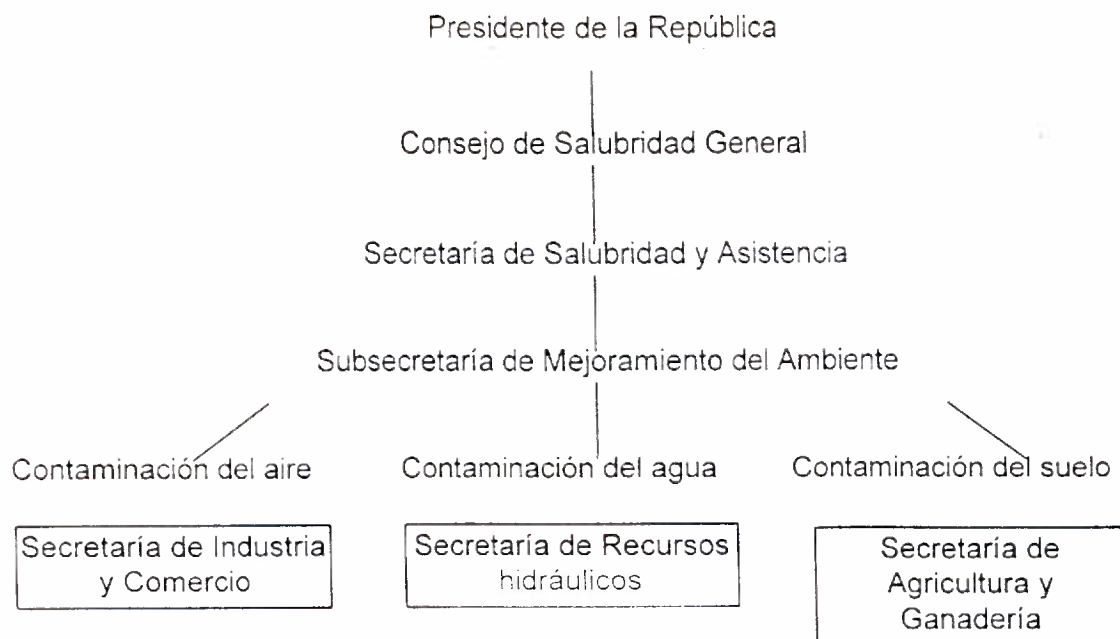 Presidente de la República
Consejo de Salubridad General
Secretaría de Salubridad y Asistencia
Subsecretaría de Mejoramiento del Ambiente
Contaminación del aire
Contaminación del agua
Contaminación del suelo
Secretaría de Industria
y Comercio
Secretaría de Recursos
hidráulicos
Secretaría de
Agricultura y
Ganadería